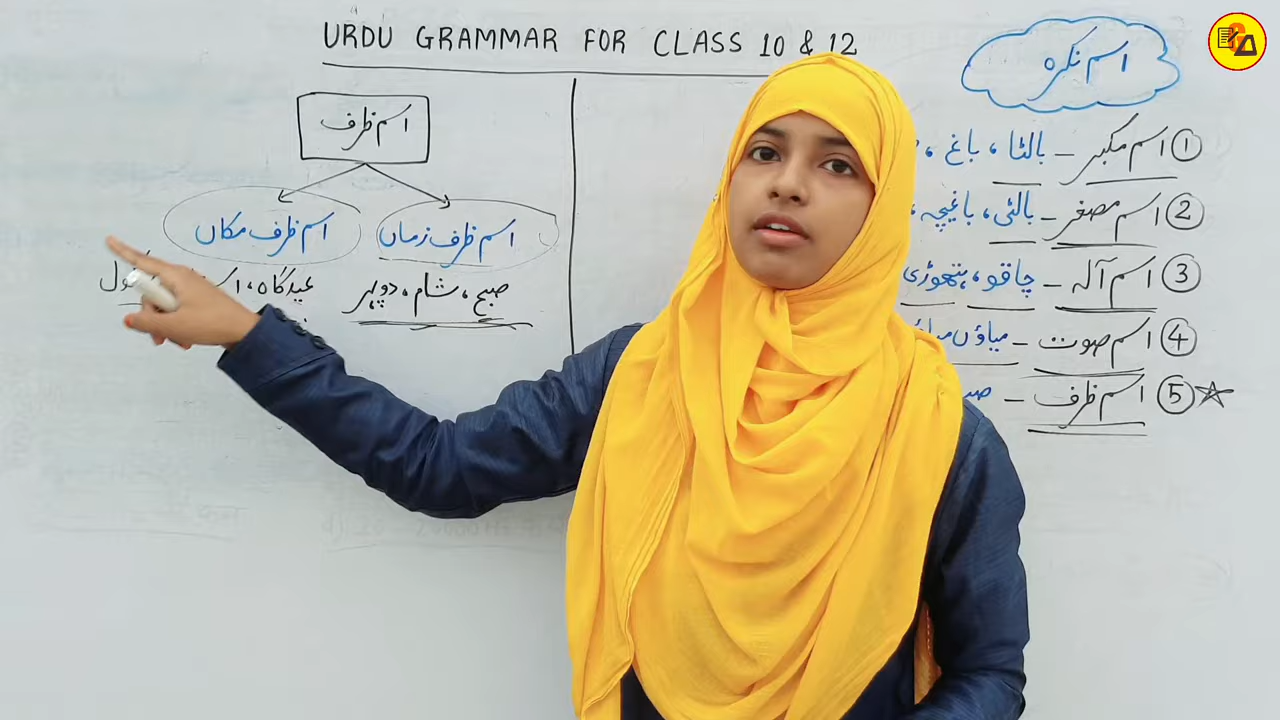 URDU GRAMMAR FOR CLASS 10 & 12
اسم نکرہ
① اسم مکبر – بالٹا، باغ،
② اسم مصغر – بالٹی، باغیچہ،
③ اسم آلہ – چاقو، ہتھوڑی
④ اسم صوت – میاؤں
⑤ اسم ظرف –
اسم ظرف
اسم ظرف زماں
اسم ظرف مکاں
صبح، شام، دوپہر
عیدگاہ،